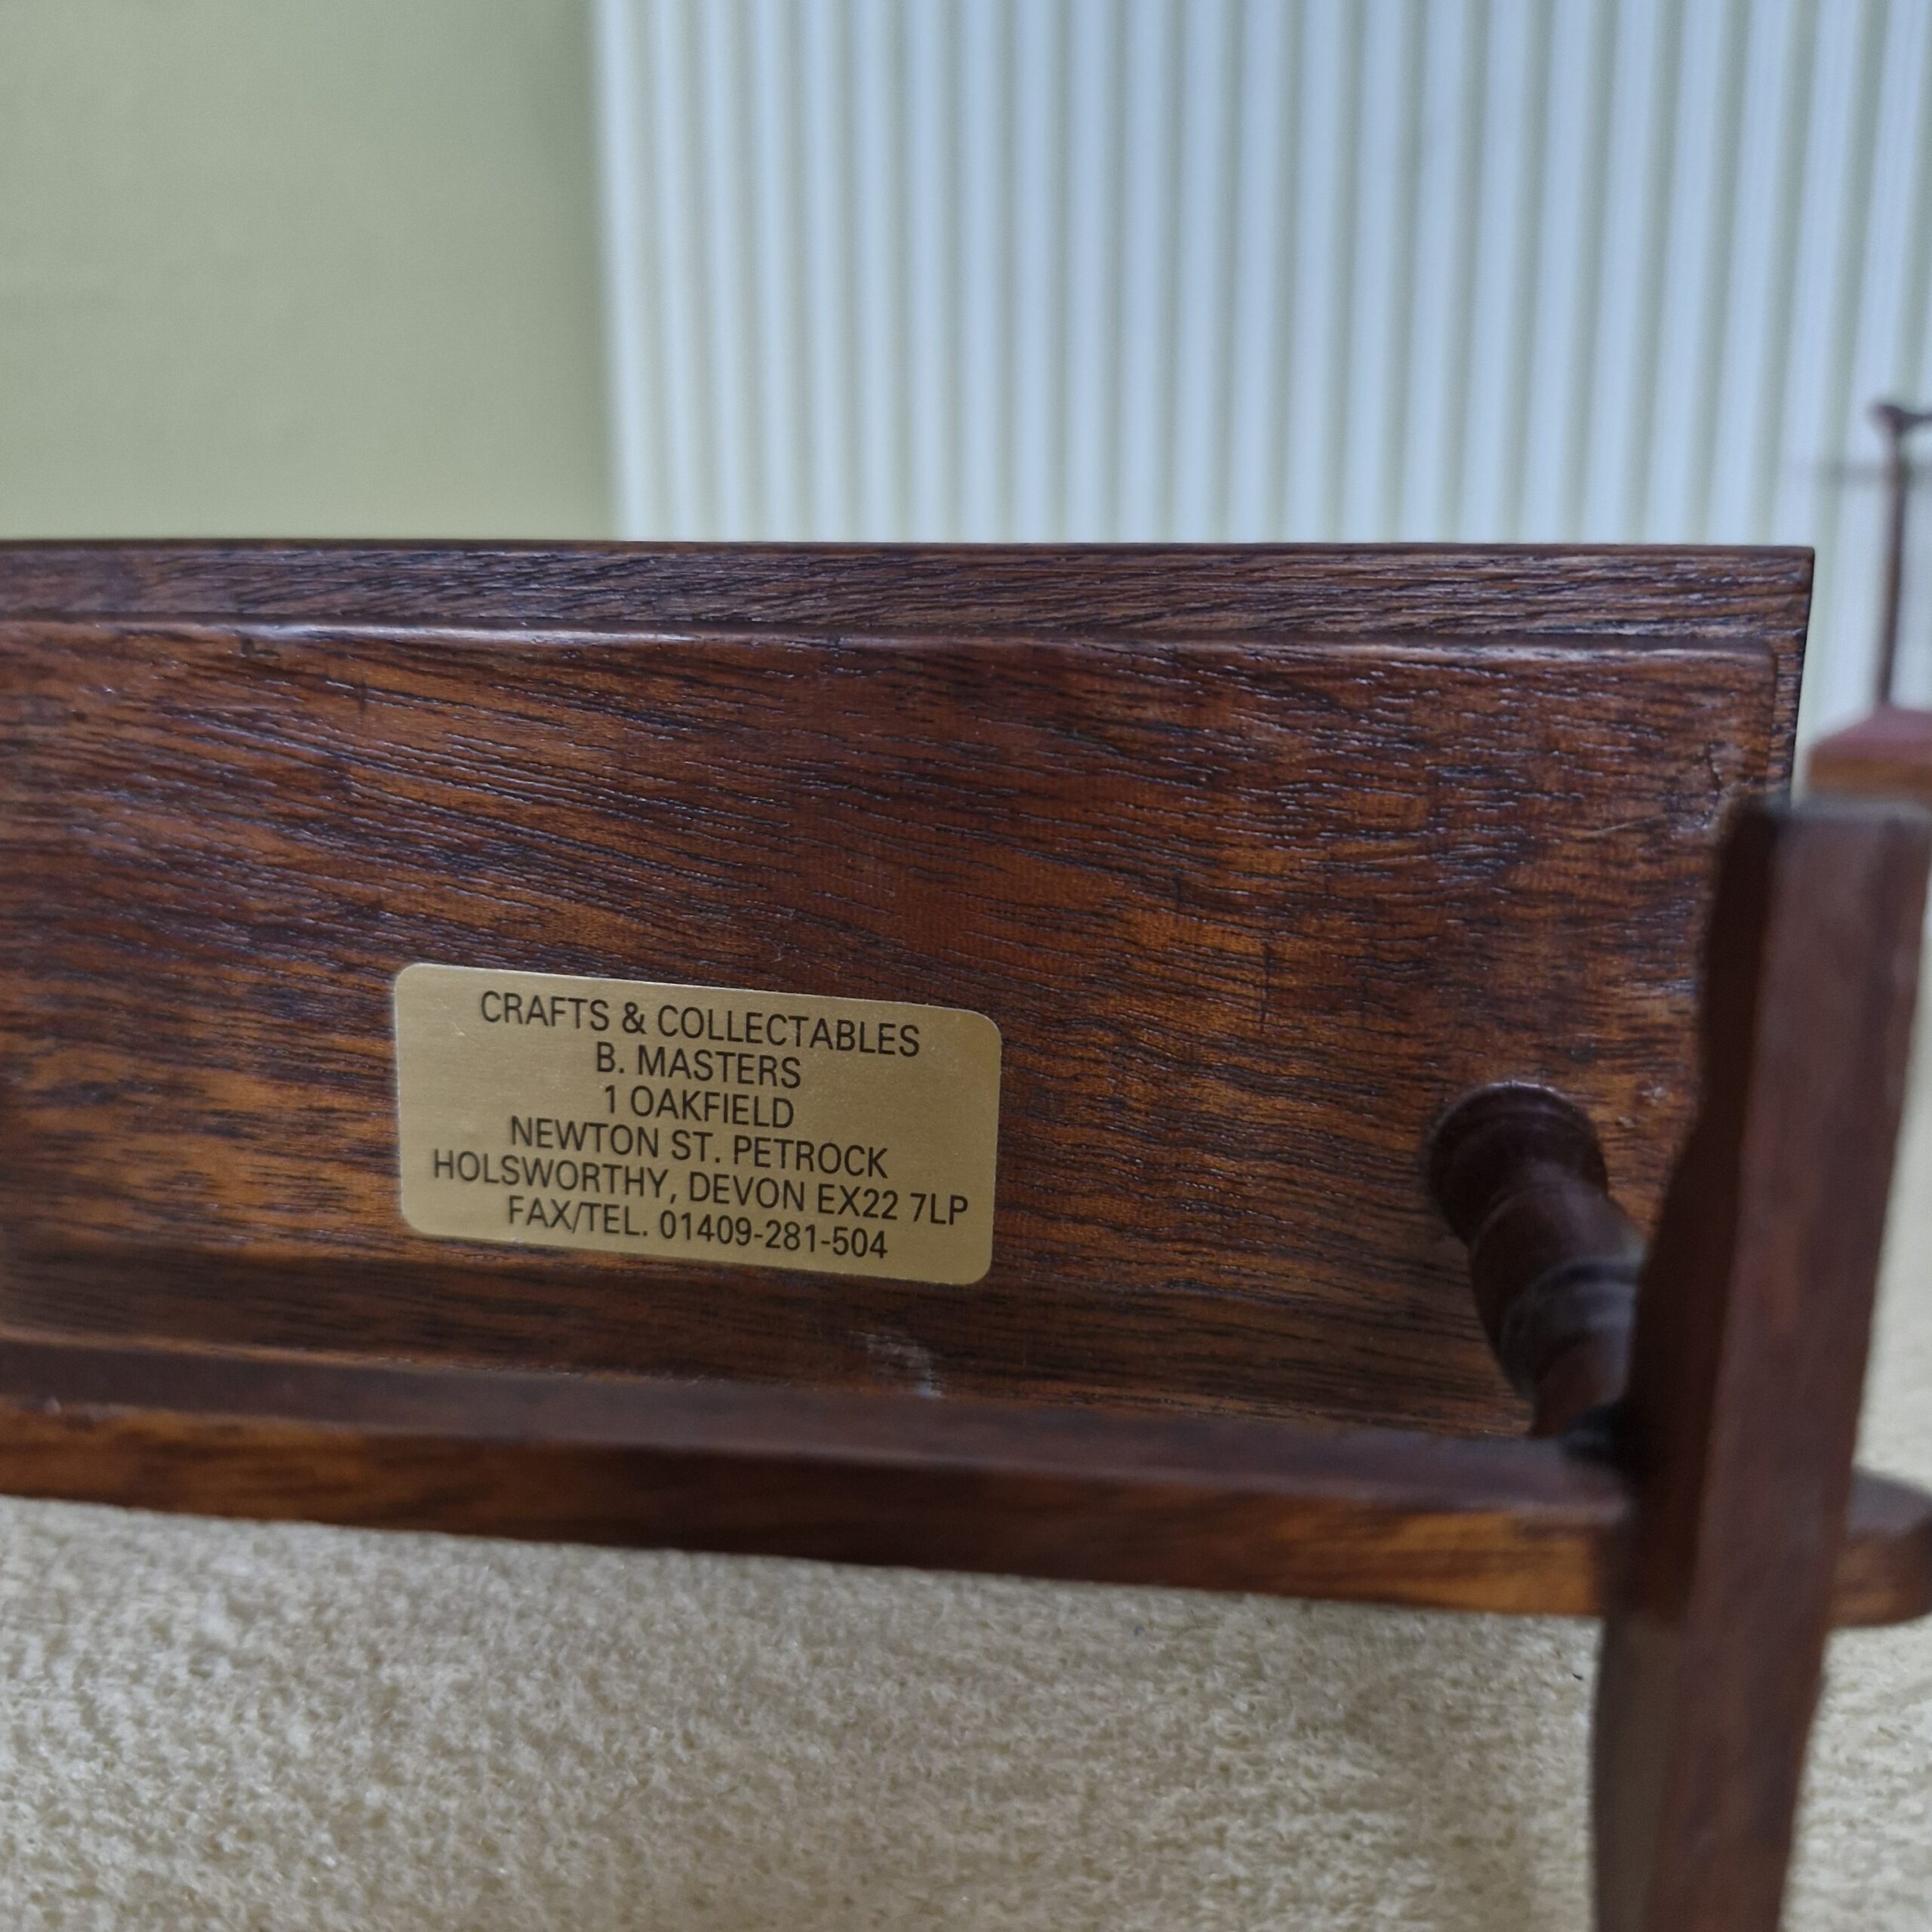 CRAFTS & COLLECTABLES
B. MASTERS
1 OAKFIELD
NEWTON ST. PETROCK
HOLSWORTHY, DEVON EX22 7LP
FAX/TEL. 01409-281-504